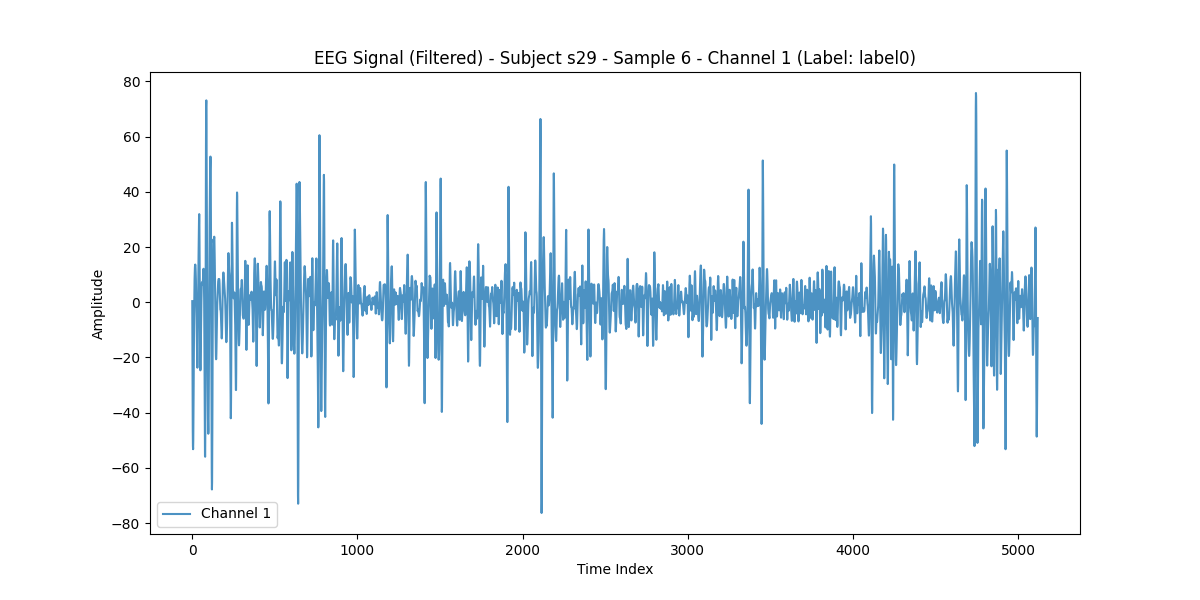 EEG Signal (Filtered) - Subject s29 - Sample 6 - Channel 1 (Label: label0)
80
60
40
20
0
−20
−40
−60
−80
Amplitude
Channel 1
0 1000 2000 3000 4000 5000
Time Index